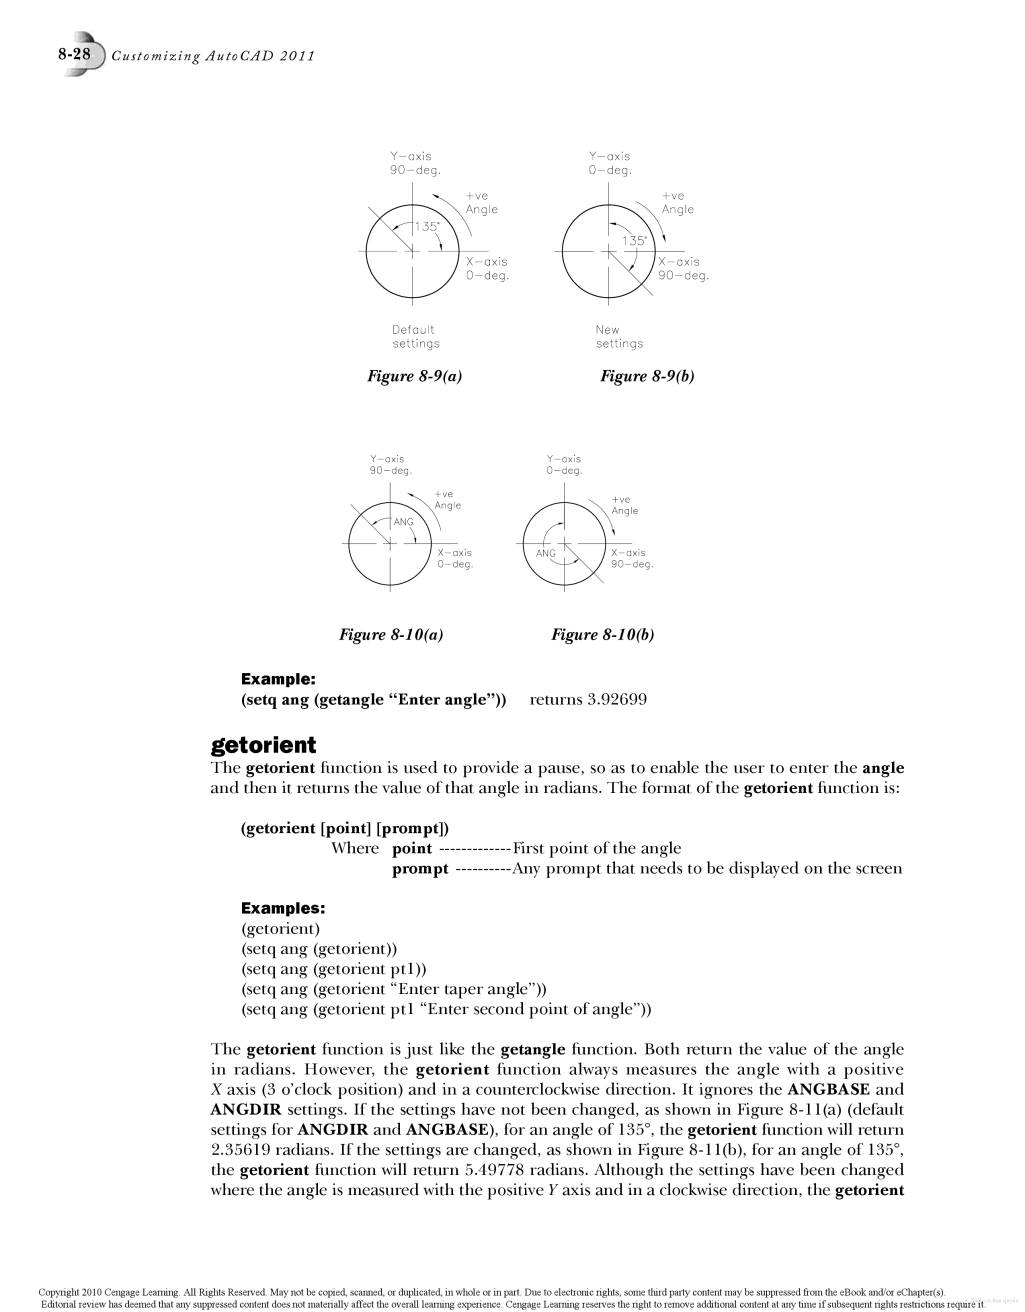 8-28 Customizing AutoCAD 2011
Y-axis
90-deg.
+ve
Angle
135°
X-axis
0-deg.
Default
settings
Y-axis
0-deg.
+ve
Angle
135°
X-axis
90-deg.
New
settings
Figure 8-9(a)
Figure 8-9(b)
Y-axis
90-deg.
+ve
Angle
ANG
X-axis
0-deg.
Y-axis
0-deg.
+ve
Angle
ANG
X-axis
90-deg.
Figure 8-10(a)
Figure 8-10(b)
Example:
(setq ang (getangle “Enter angle”)) returns 3.92699
getorient
The getorient function is used to provide a pause, so as to enable the user to enter the angle
and then it returns the value of that angle in radians. The format of the getorient function is:
(getorient [point] [prompt])
Where point -------------First point of the angle
prompt ----------Any prompt that needs to be displayed on the screen
Examples:
(getorient)
(setq ang (getorient))
(setq ang (getorient pt1))
(setq ang (getorient “Enter taper angle”))
(setq ang (getorient pt1 “Enter second point of angle”))
The getorient function is just like the getangle function. Both return the value of the angle
in radians. However, the getorient function always measures the angle with a positive
X axis (3 o’clock position) and in a counterclockwise direction. It ignores the ANGBASE and
ANGDIR settings. If the settings have not been changed, as shown in Figure 8-11(a) (default
settings for ANGDIR and ANGBASE), for an angle of 135°, the getorient function will return
2.35619 radians. If the settings are changed, as shown in Figure 8-11(b), for an angle of 135°,
the getorient function will return 5.49778 radians. Although the settings have been changed
where the angle is measured with the positive Y axis and in a clockwise direction, the getorient
Copyright 2010 Cengage Learning. All Rights Reserved. May not be copied, scanned, or duplicated, in whole or in part. Due to electronic rights, some third party content may be suppressed from the eBook and/or eChapter(s).
Editorial review has deemed that any suppressed content does not materially affect the overall learning experience. Cengage Learning reserves the right to remove additional content at any time if subsequent rights restrictions require it.